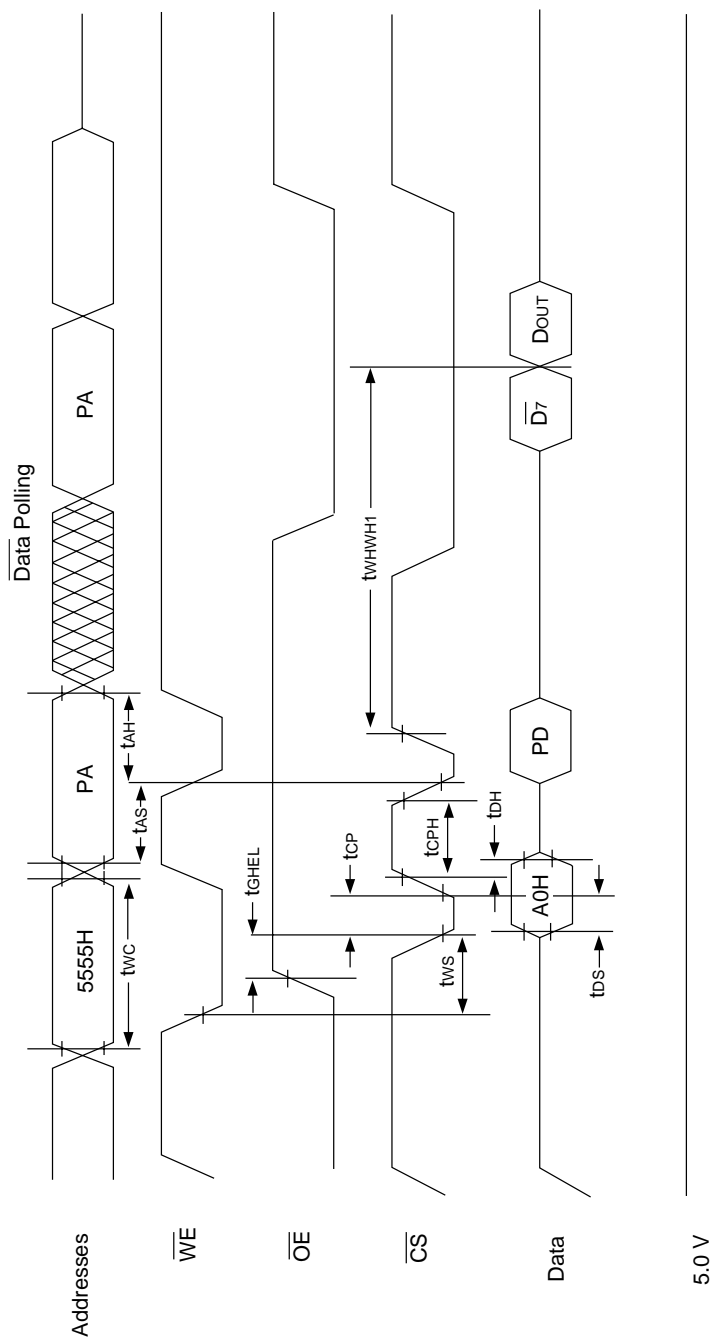 Data Polling
Addresses
5555H
PA
PA
tWC
tAS
tAH
WE
tGHEL
OE
tCP
tWHWH1
CS
tWS
tCPH
tDH
Data
A0H
PD
D7
DOUT
tDS
5.0 V